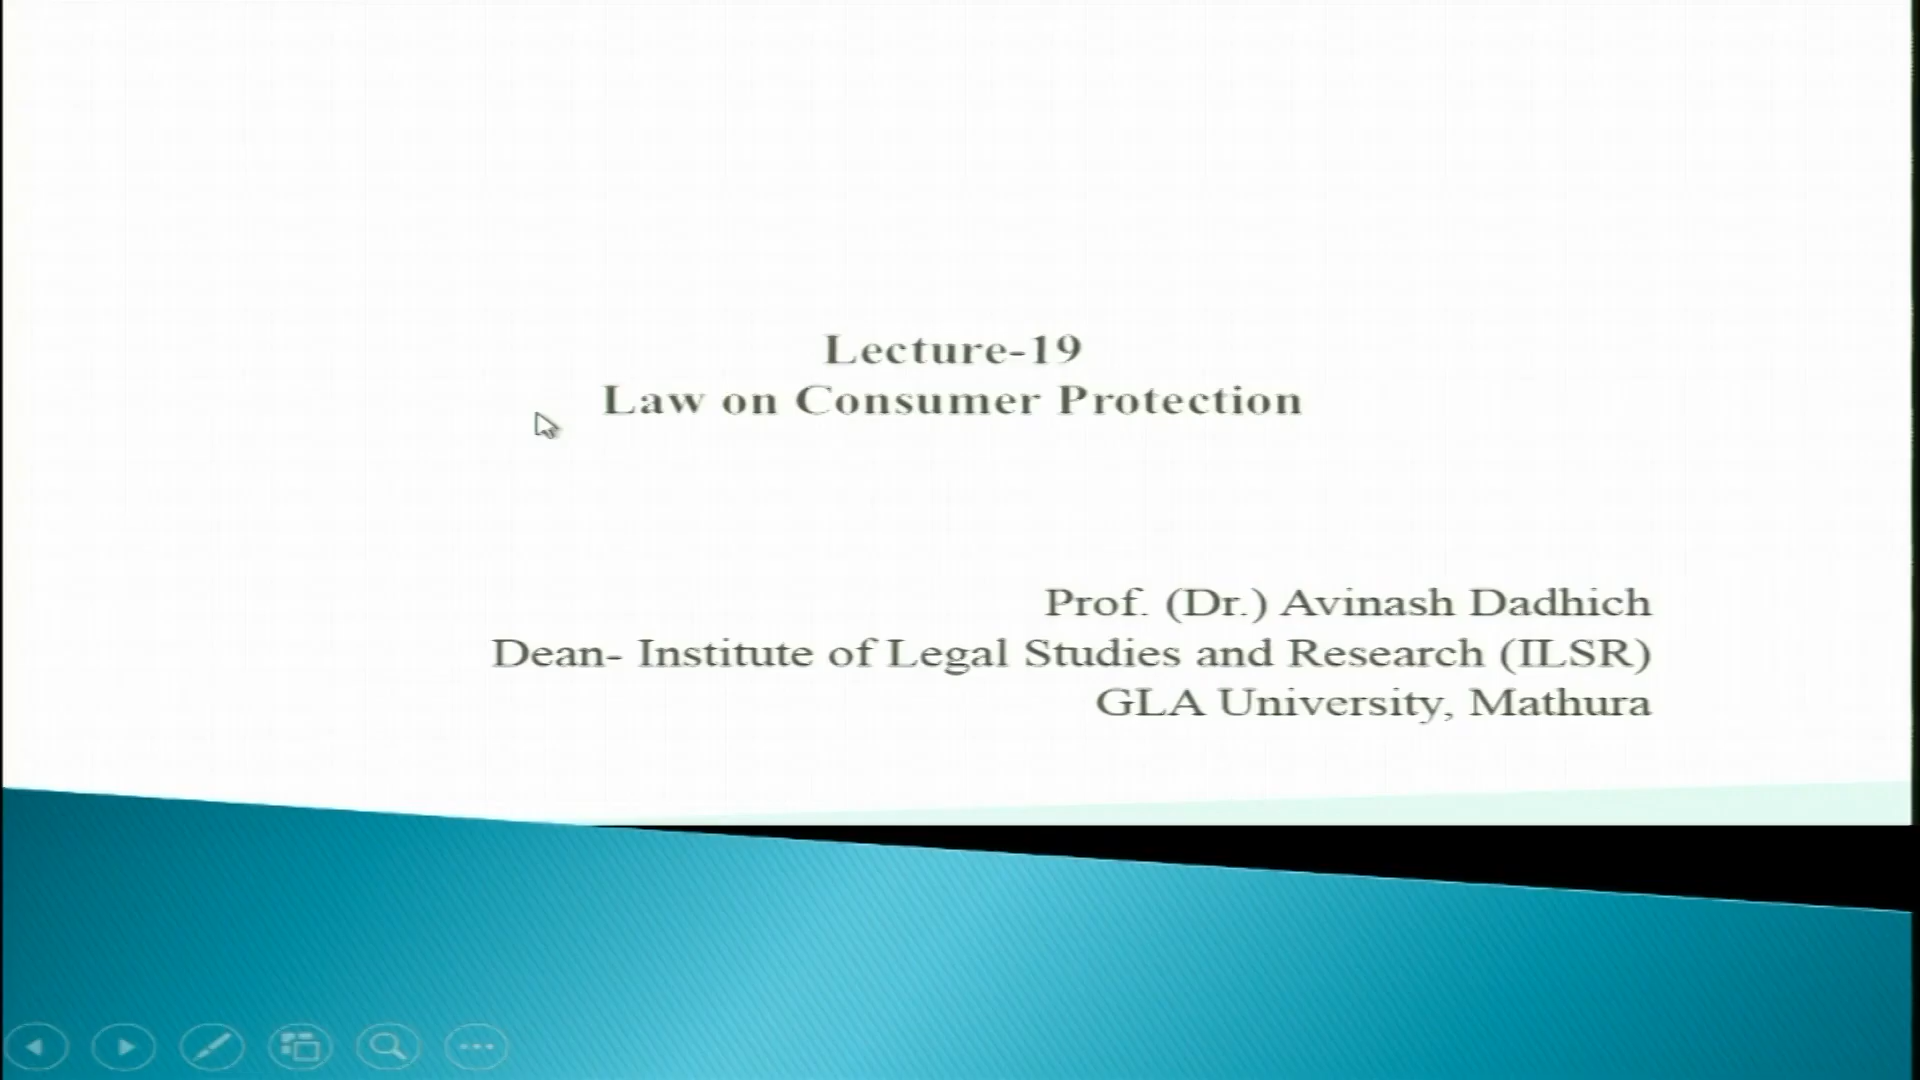 Lecture-19
Law on Consumer Protection
Prof. (Dr.) Avinash Dadhich
Dean- Institute of Legal Studies and Research (ILSR)
GLA University, Mathura